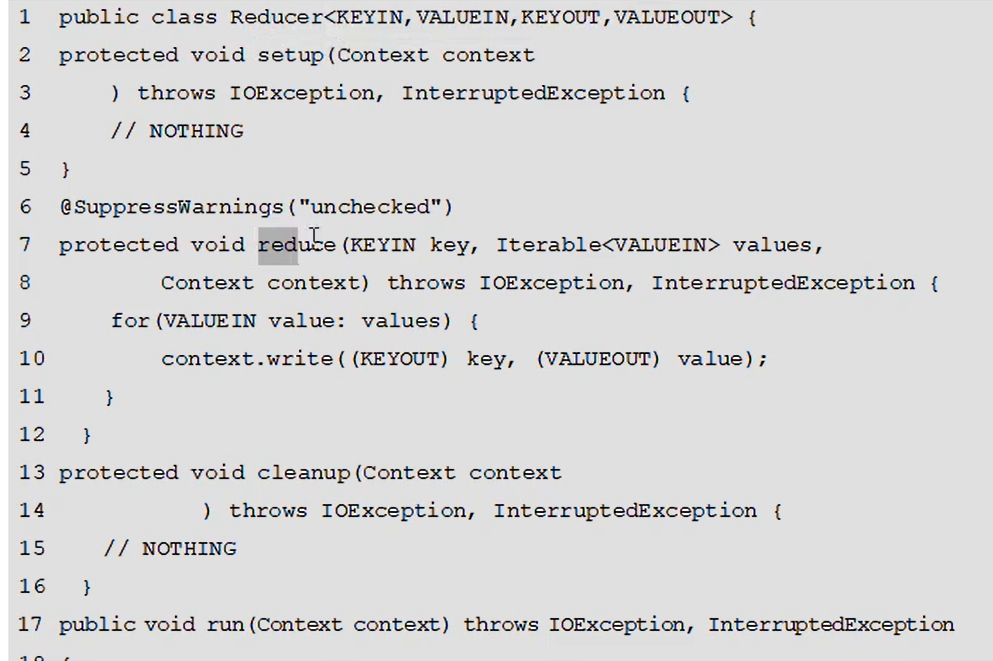 1 public class Reducer<KEYIN,VALUEIN,KEYOUT,VALUEOUT> {
2 protected void setup(Context context
3 ) throws IOException, InterruptedException {
4 // NOTHING
5 }
6 @SuppressWarnings("unchecked")
7 protected void reduce(KEYIN key, Iterable<VALUEIN> values,
8 Context context) throws IOException, InterruptedException {
9 for(VALUEIN value: values) {
10 context.write((KEYOUT) key, (VALUEOUT) value);
11 }
12 }
13 protected void cleanup(Context context
14 ) throws IOException, InterruptedException {
15 // NOTHING
16 }
17 public void run(Context context) throws IOException, InterruptedException
18 {